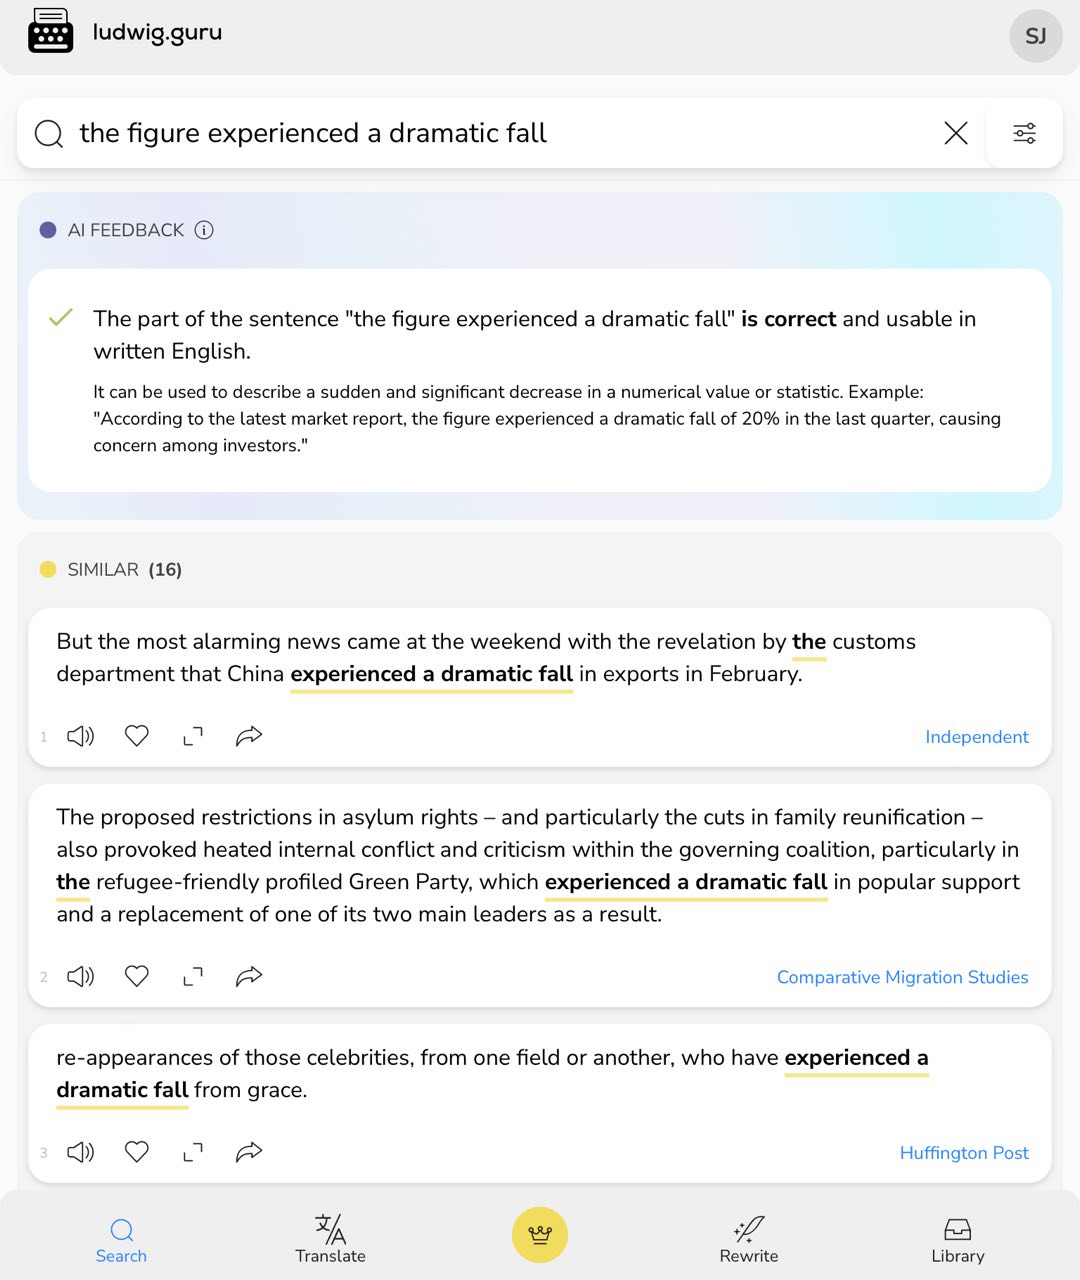 ludwig.guru
SJ
the figure experienced a dramatic fall
AI FEEDBACK
The part of the sentence "the figure experienced a dramatic fall" is correct and usable in
written English.
It can be used to describe a sudden and significant decrease in a numerical value or statistic. Example:
"According to the latest market report, the figure experienced a dramatic fall of 20% in the last quarter, causing
concern among investors."
SIMILAR (16)
But the most alarming news came at the weekend with the revelation by the customs
department that China experienced a dramatic fall in exports in February.
1
Independent
The proposed restrictions in asylum rights – and particularly the cuts in family reunification –
also provoked heated internal conflict and criticism within the governing coalition, particularly in
the refugee-friendly profiled Green Party, which experienced a dramatic fall in popular support
and a replacement of one of its two main leaders as a result.
2
Comparative Migration Studies
re-appearances of those celebrities, from one field or another, who have experienced a
dramatic fall from grace.
3
Huffington Post
Search
Translate
Rewrite
Library